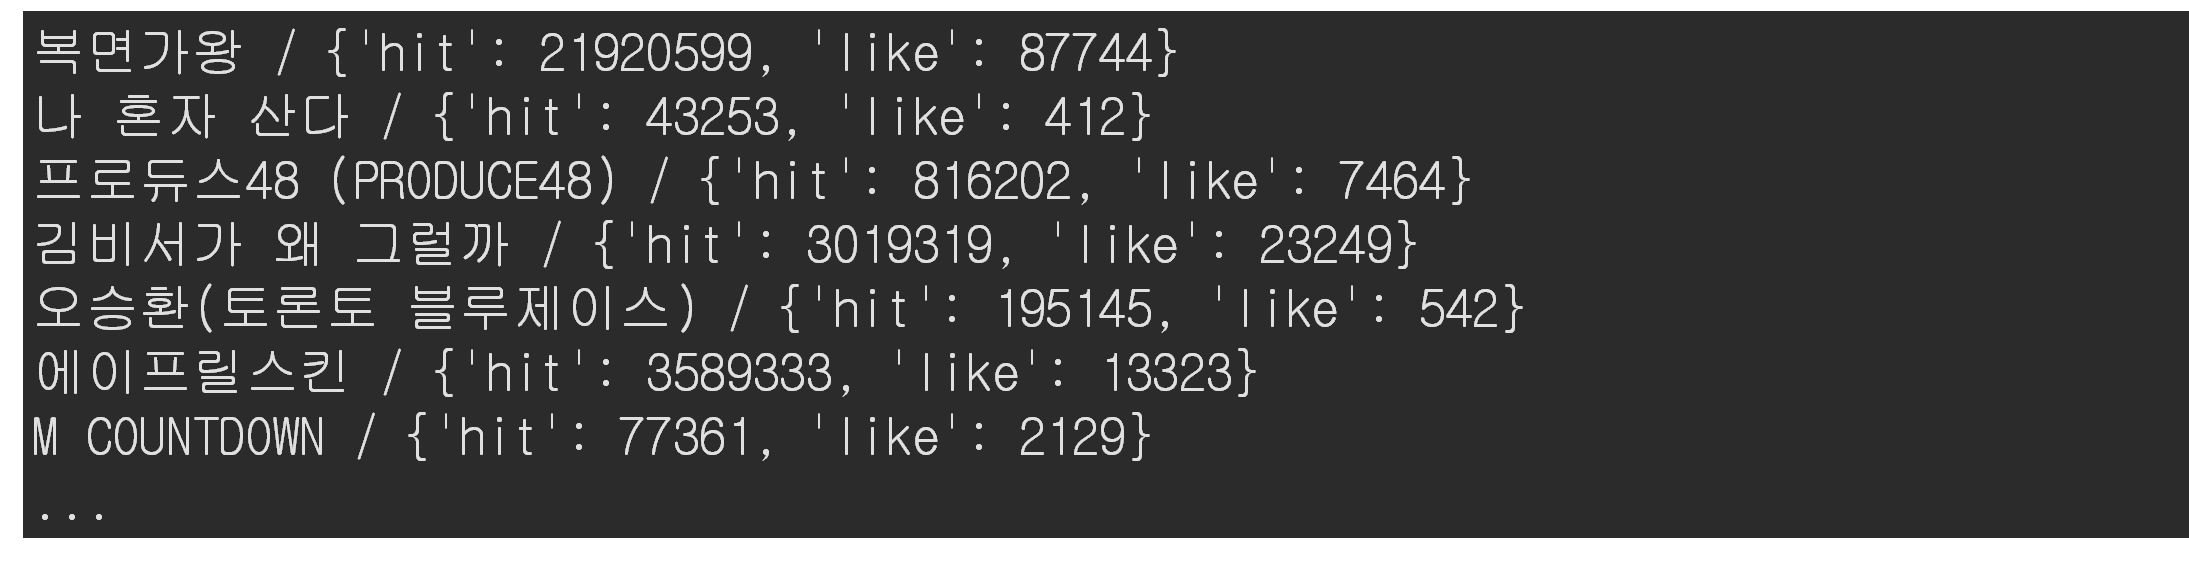 복면가왕 / {'hit': 21920599, 'like': 87744}
나 혼자 산다 / {'hit': 43253, 'like': 412}
프로듀스48 (PRODUCE48) / {'hit': 816202, 'like': 7464}
김비서가 왜 그럴까 / {'hit': 3019319, 'like': 23249}
오승환(토론토 블루제이스) / {'hit': 195145, 'like': 542}
에이프릴스킨 / {'hit': 3589333, 'like': 13323}
M COUNTDOWN / {'hit': 77361, 'like': 2129}
...